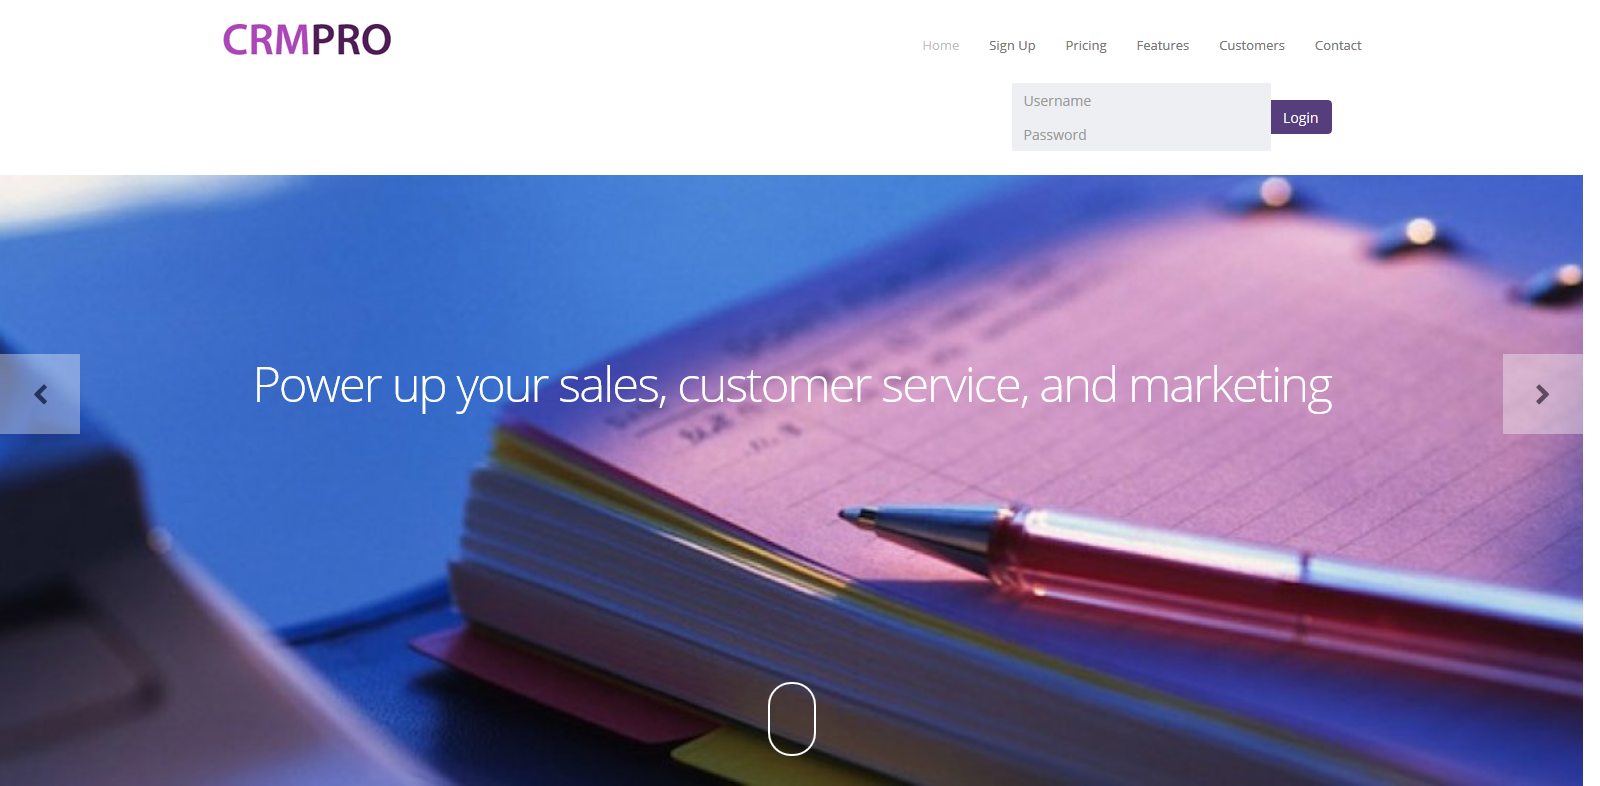 CRMPRO
Home Sign Up Pricing Features Customers Contact
Username
Login
Password
Power up your sales, customer service, and marketing